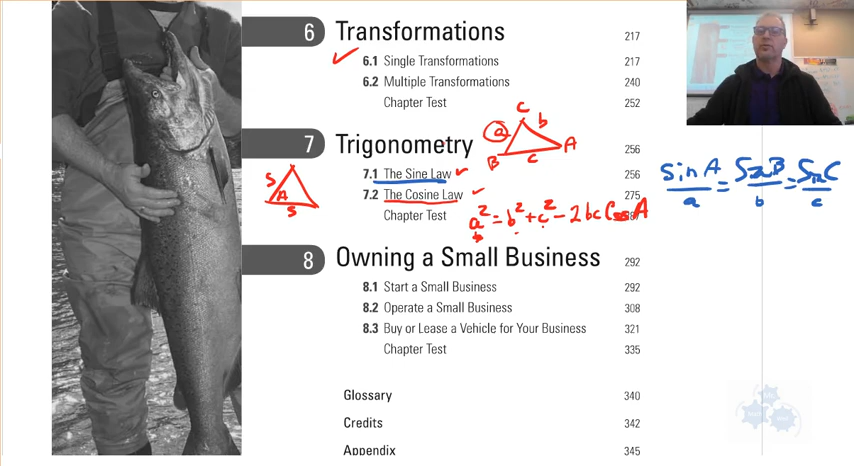 6 Transformations 217
6.1 Single Transformations 217
6.2 Multiple Transformations 240
Chapter Test 252
C
a b
B c A
7 Trigonometry 256
7.1 The Sine Law 256
7.2 The Cosine Law 275
Chapter Test
S A
S
a² = b² + c² - 2bc Cos A
sin A = Sin B = Sin C
a b c
8 Owning a Small Business 292
8.1 Start a Small Business 292
8.2 Operate a Small Business 308
8.3 Buy or Lease a Vehicle for Your Business 321
Chapter Test 335
Glossary 340
Credits 342
Appendix 345